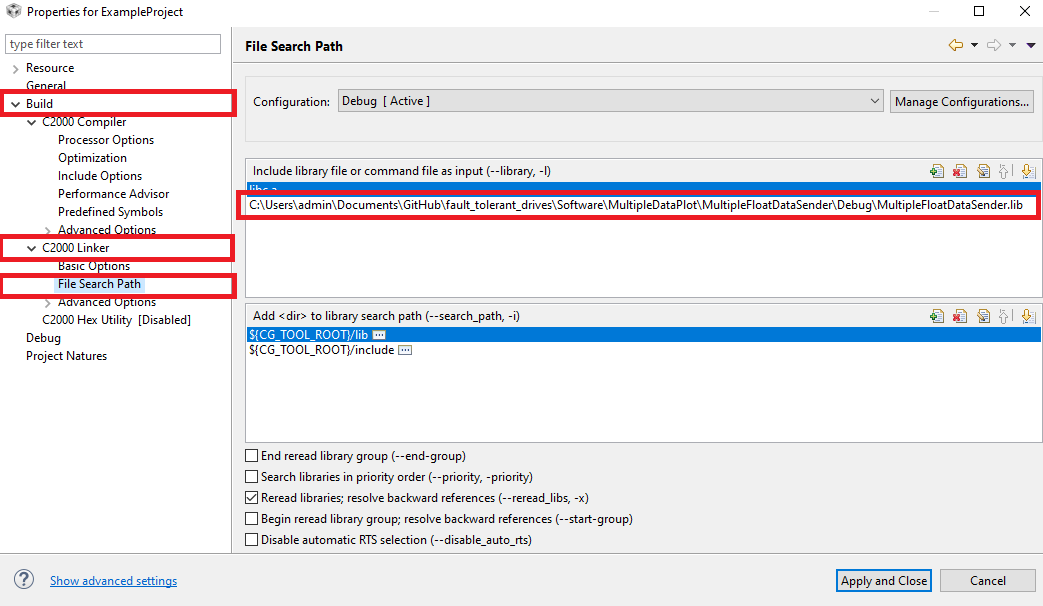 Properties for ExampleProject
type filter text
Resource
General
Build
C2000 Compiler
Processor Options
Optimization
Include Options
Performance Advisor
Predefined Symbols
Advanced Options
C2000 Linker
Basic Options
File Search Path
Advanced Options
C2000 Hex Utility [Disabled]
Debug
Project Natures
File Search Path
Configuration: Debug [ Active ] Manage Configurations...
Include library file or command file as input (--library, -l)
libc.a
C:\Users\admin\Documents\GitHub\fault_tolerant_drives\Software\MultipleDataPlot\MultipleFloatDataSender\Debug\MultipleFloatDataSender.lib
Add <dir> to library search path (--search_path, -i)
${CG_TOOL_ROOT}/lib
${CG_TOOL_ROOT}/include
End reread library group (--end-group)
Search libraries in priority order (--priority, -priority)
Reread libraries; resolve backward references (--reread_libs, -x)
Begin reread library group; resolve backward references (--start-group)
Disable automatic RTS selection (--disable_auto_rts)
? Show advanced settings Apply and Close Cancel